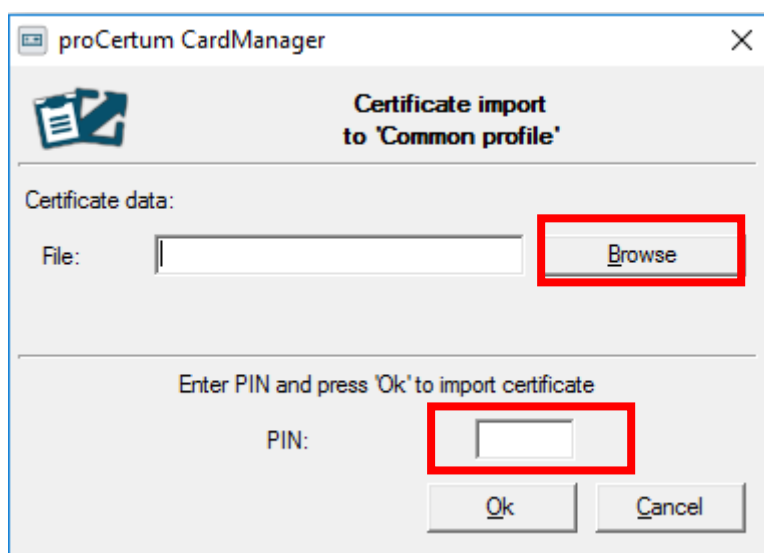 proCertum CardManager
Certificate import
to 'Common profile'
Certificate data:
File:
Browse
Enter PIN and press 'Ok' to import certificate
PIN:
Ok
Cancel